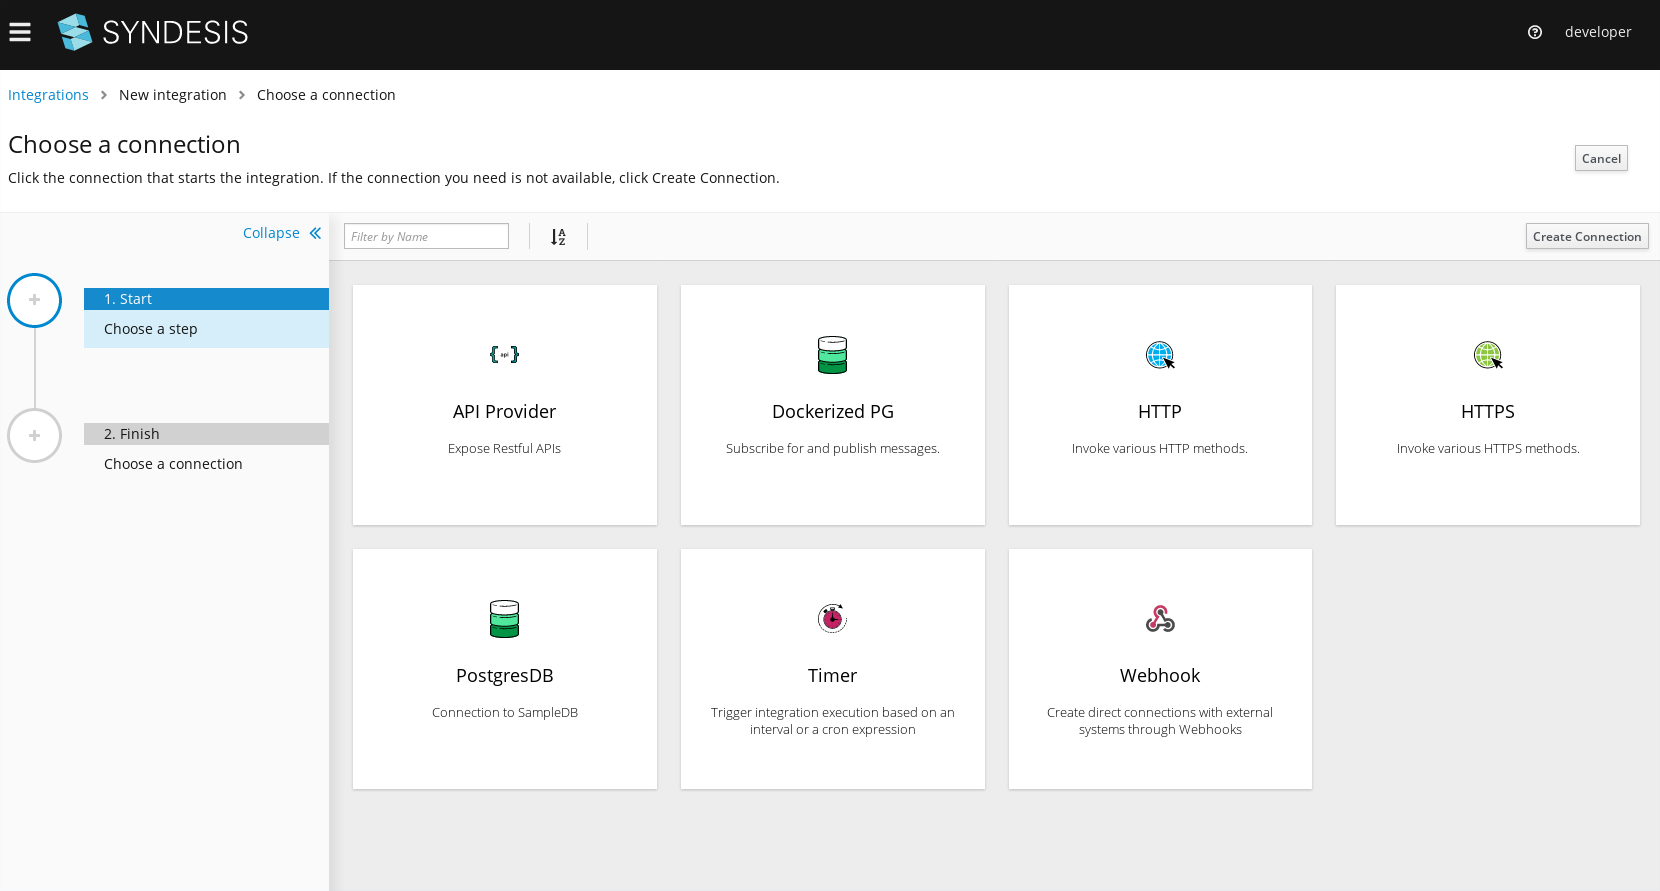 SYNDESIS
developer
Integrations > New integration > Choose a connection
Choose a connection
Cancel
Click the connection that starts the integration. If the connection you need is not available, click Create Connection.
Collapse
Filter by Name
A
Z
Create Connection
1. Start
Choose a step
2. Finish
Choose a connection
{api}
API Provider
Expose Restful APIs
Dockerized PG
Subscribe for and publish messages.
HTTP
Invoke various HTTP methods.
HTTPS
Invoke various HTTPS methods.
PostgresDB
Connection to SampleDB
Timer
Trigger integration execution based on an
interval or a cron expression
Webhook
Create direct connections with external
systems through Webhooks